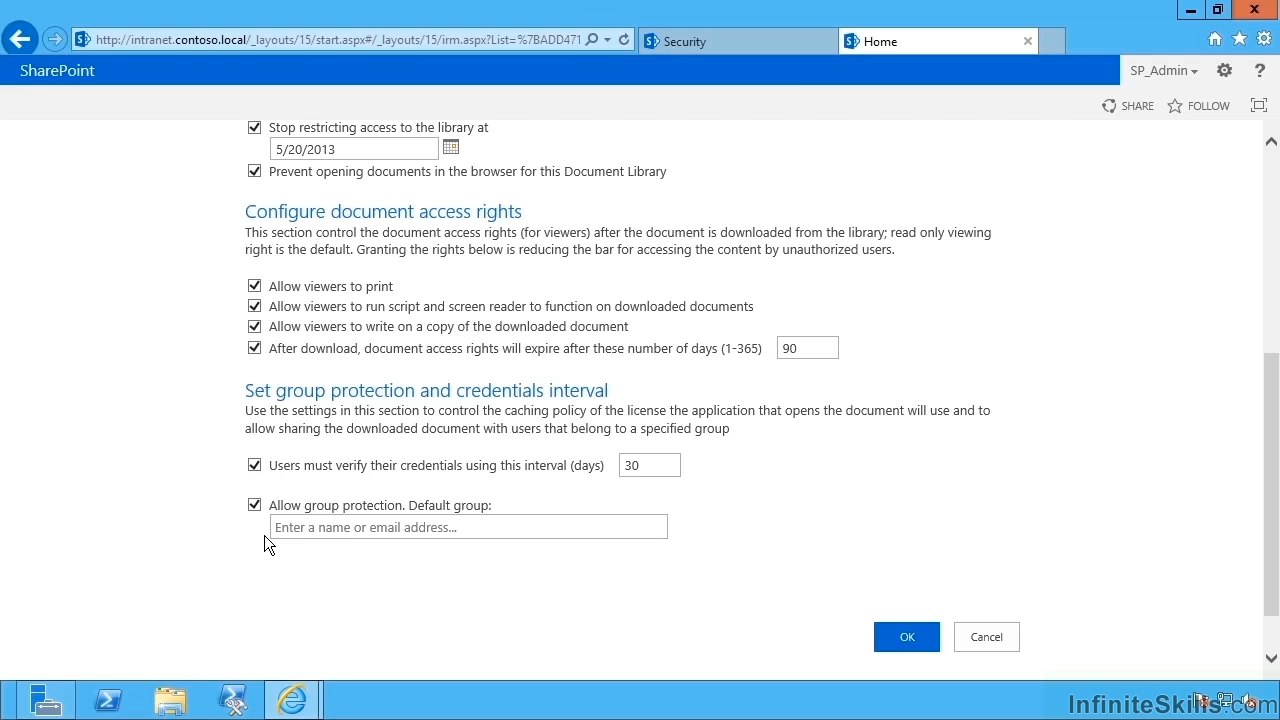 http://intranet.contoso.local/_layouts/15/start.aspx#/_layouts/15/irm.aspx?List=%7BADD471
Security
Home
SharePoint
SP_Admin
?
SHARE
FOLLOW
Stop restricting access to the library at
5/20/2013
Prevent opening documents in the browser for this Document Library
Configure document access rights
This section control the document access rights (for viewers) after the document is downloaded from the library; read only viewing
right is the default. Granting the rights below is reducing the bar for accessing the content by unauthorized users.
Allow viewers to print
Allow viewers to run script and screen reader to function on downloaded documents
Allow viewers to write on a copy of the downloaded document
After download, document access rights will expire after these number of days (1-365) 90
Set group protection and credentials interval
Use the settings in this section to control the caching policy of the license the application that opens the document will use and to
allow sharing the downloaded document with users that belong to a specified group
Users must verify their credentials using this interval (days) 30
Allow group protection. Default group:
Enter a name or email address...
OK
Cancel
InfiniteSkills.com